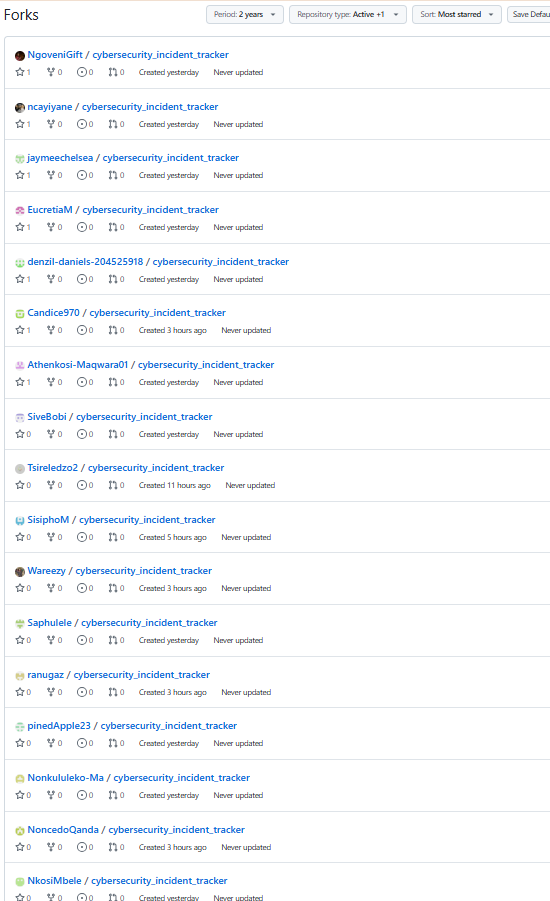 Forks
Period: 2 years
Repository type: Active +1
Sort: Most starred
Save Defau
NgoveniGift / cybersecurity_incident_tracker
1 0 0 0 Created yesterday Never updated
ncayiyane / cybersecurity_incident_tracker
1 0 0 0 Created yesterday Never updated
jaymeechelsea / cybersecurity_incident_tracker
1 0 0 0 Created yesterday Never updated
EucretiaM / cybersecurity_incident_tracker
1 0 0 0 Created yesterday Never updated
denzil-daniels-204525918 / cybersecurity_incident_tracker
1 0 0 0 Created yesterday Never updated
Candice970 / cybersecurity_incident_tracker
1 0 0 0 Created 3 hours ago Never updated
Athenkosi-Maqwara01 / cybersecurity_incident_tracker
1 0 0 0 Created yesterday Never updated
SiveBobi / cybersecurity_incident_tracker
0 0 0 0 Created yesterday Never updated
Tsireledzo2 / cybersecurity_incident_tracker
0 0 0 0 Created 11 hours ago Never updated
SisiphoM / cybersecurity_incident_tracker
0 0 0 0 Created 5 hours ago Never updated
Wareezy / cybersecurity_incident_tracker
0 0 0 0 Created 3 hours ago Never updated
Saphulele / cybersecurity_incident_tracker
0 0 0 0 Created yesterday Never updated
ranugaz / cybersecurity_incident_tracker
0 0 0 0 Created 3 hours ago Never updated
pinedApple23 / cybersecurity_incident_tracker
0 0 0 0 Created yesterday Never updated
Nonkululeko-Ma / cybersecurity_incident_tracker
0 0 0 0 Created yesterday Never updated
NoncedoQanda / cybersecurity_incident_tracker
0 0 0 0 Created 3 hours ago Never updated
NkosiMbele / cybersecurity_incident_tracker
0 0 0 0 Created yesterday Never updated